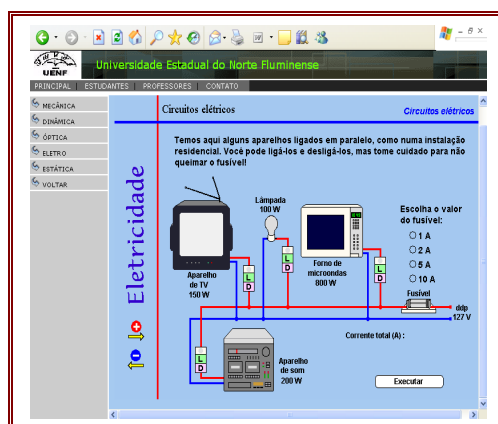 UENF
Universidade Estadual do Norte Fluminense
PRINCIPAL | ESTUDANTES | PROFESSORES | CONTATO
MECÂNICA
DINÂMICA
ÓPTICA
ELETRO
ESTÁTICA
VOLTAR
Circuitos elétricos
Circuitos elétricos
Temos aqui alguns aparelhos ligados em paralelo, como numa instalação
residencial. Você pode ligá-los e desligá-los, mas tome cuidado para não
queimar o fusível!
Eletricidade
Lâmpada
100 W
Escolha o valor
do fusível:
1 A
2 A
5 A
10 A
Fusível
L
D
L
D
L
D
Aparelho
de TV
150 W
Forno de
microondas
800 W
ddp
127 V
Corrente total (A) :
L
D
Aparelho
de som
200 W
Executar